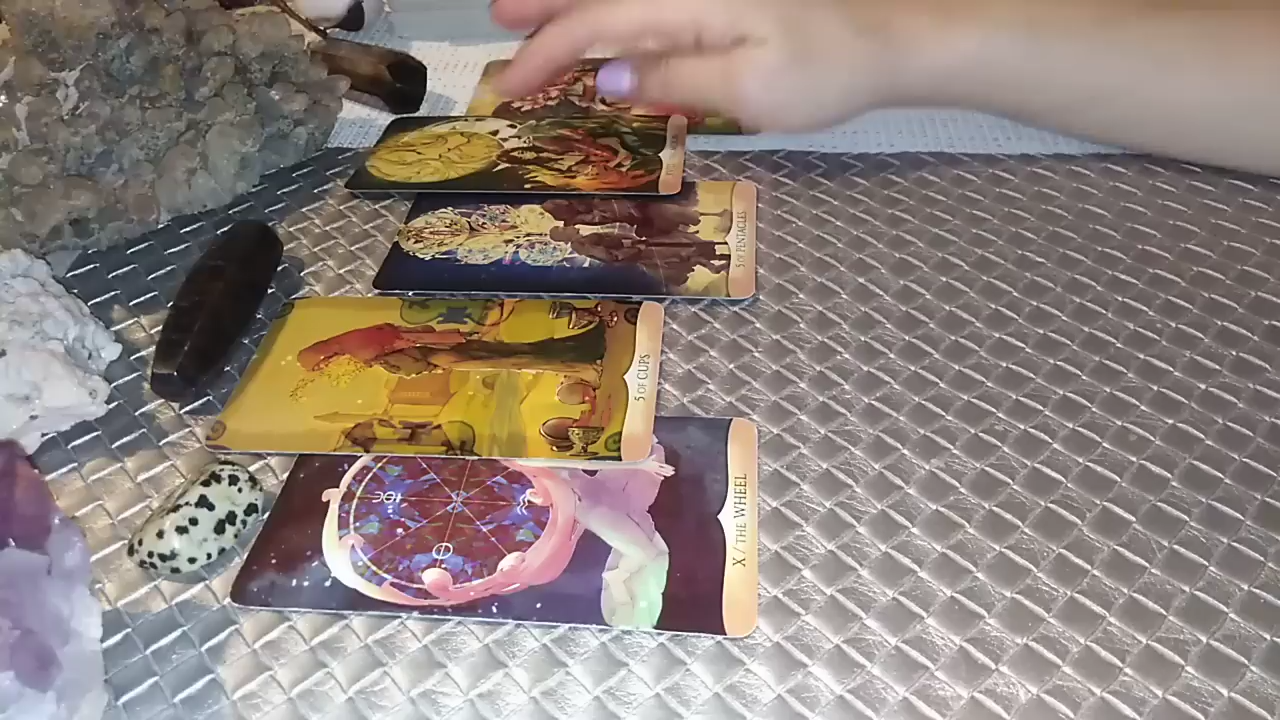 5 OF PENTACLES
5 OF CUPS
X / THE WHEEL